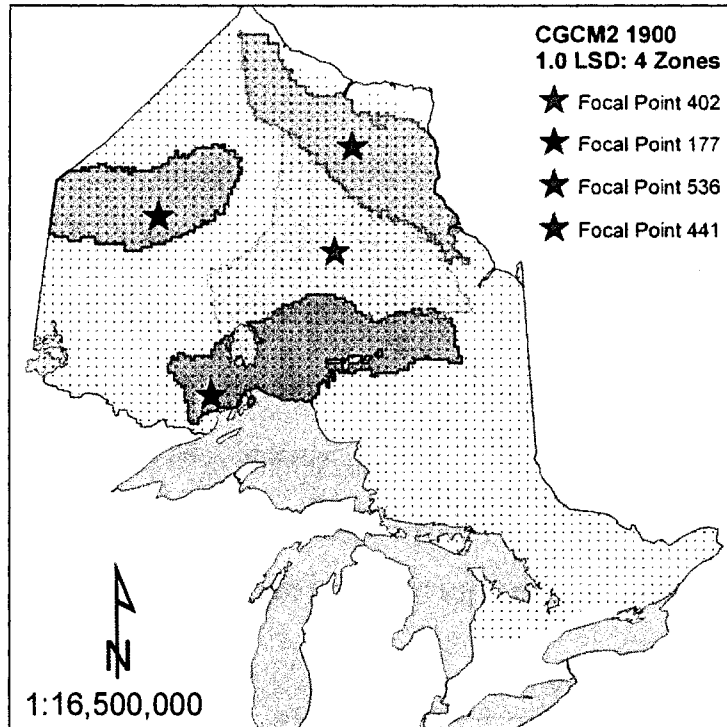 CGCM2 1900
1.0 LSD: 4 Zones
Focal Point 402
Focal Point 177
Focal Point 536
Focal Point 441
N
1:16,500,000